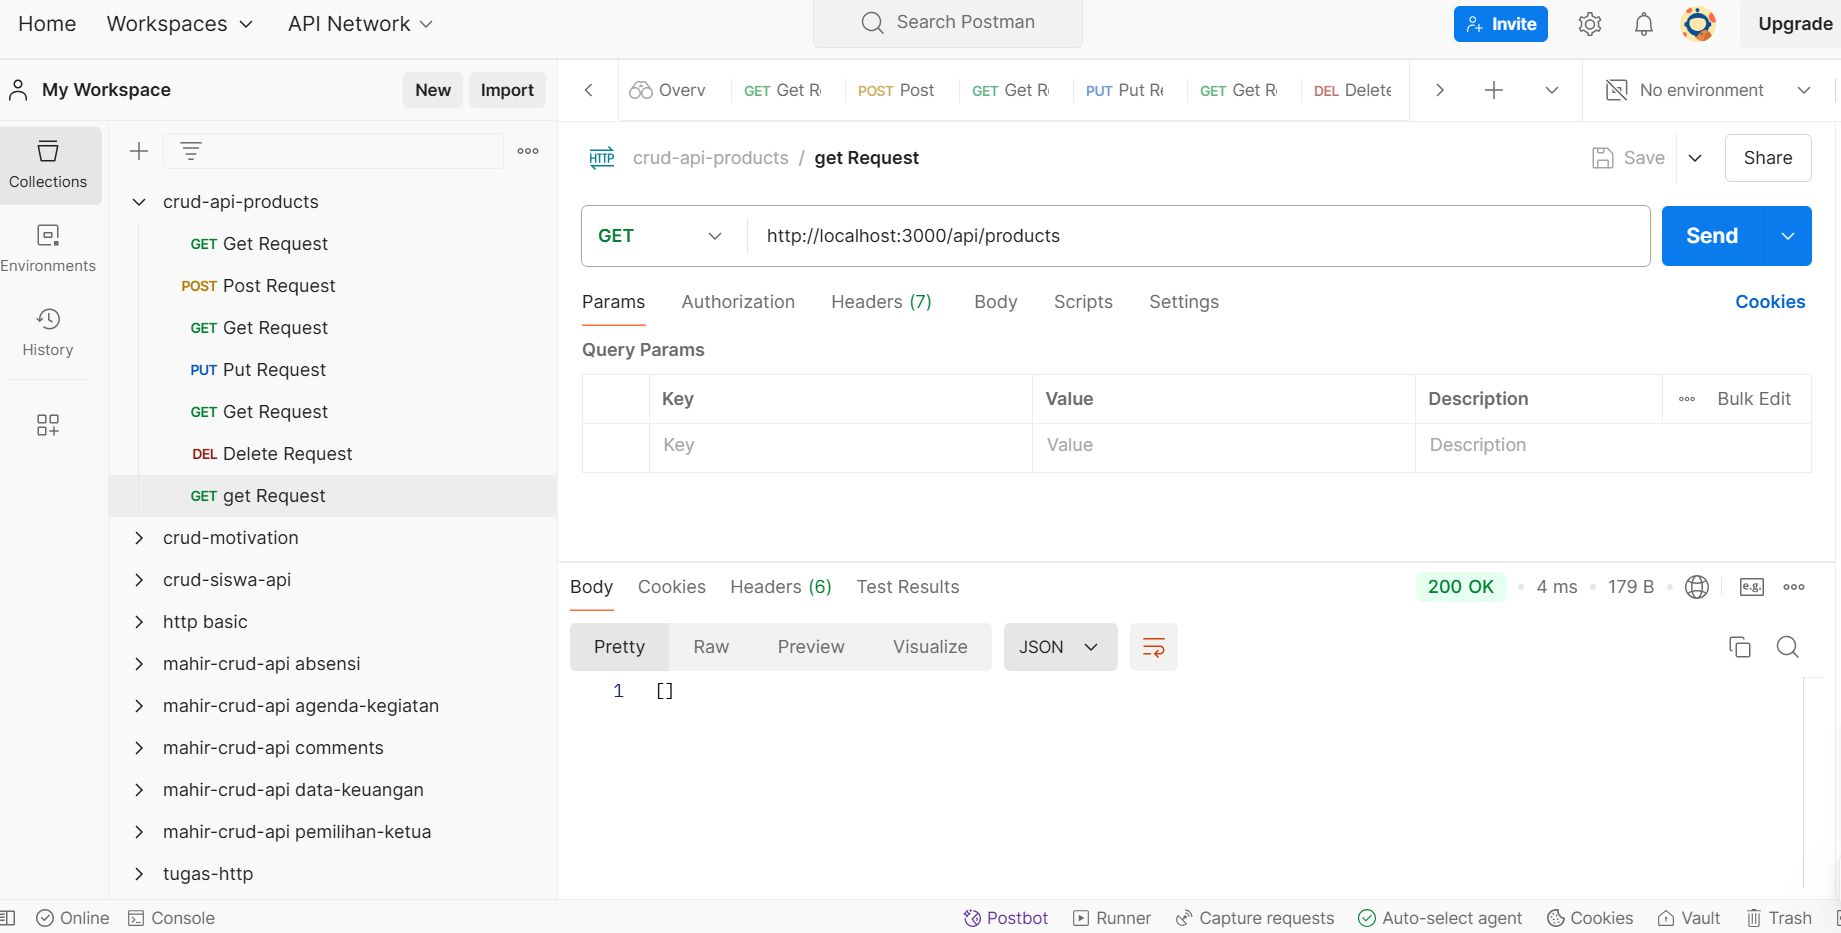 Home Workspaces API Network Search Postman Invite Upgrade
My Workspace New Import
Overv GET Get R POST Post GET Get R PUT Put Re GET Get R DEL Delete No environment
Collections
Environments
History
crud-api-products
GET Get Request
POST Post Request
GET Get Request
PUT Put Request
GET Get Request
DEL Delete Request
GET get Request
crud-motivation
crud-siswa-api
http basic
mahir-crud-api absensi
mahir-crud-api agenda-kegiatan
mahir-crud-api comments
mahir-crud-api data-keuangan
mahir-crud-api pemilihan-ketua
tugas-http
HTTP crud-api-products / get Request Save Share
GET http://localhost:3000/api/products Send
Params Authorization Headers (7) Body Scripts Settings Cookies
Query Params
Key Value Description Bulk Edit
Key Value Description
Body Cookies Headers (6) Test Results 200 OK 4 ms 179 B e.g.
Pretty Raw Preview Visualize JSON
1 []
Online Console Postbot Runner Capture requests Auto-select agent Cookies Vault Trash